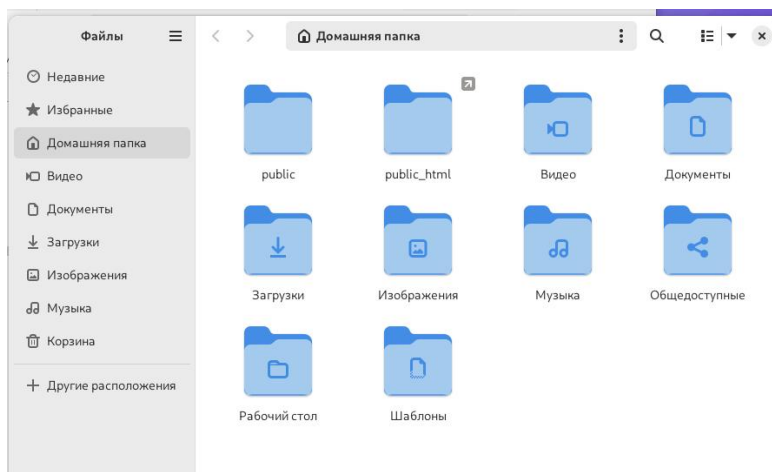 Файлы
Домашняя папка
Недавние
Избранные
Домашняя папка
Видео
Документы
Загрузки
Изображения
Музыка
Корзина
Другие расположения
public
public_html
Видео
Документы
Загрузки
Изображения
Музыка
Общедоступные
Рабочий стол
Шаблоны